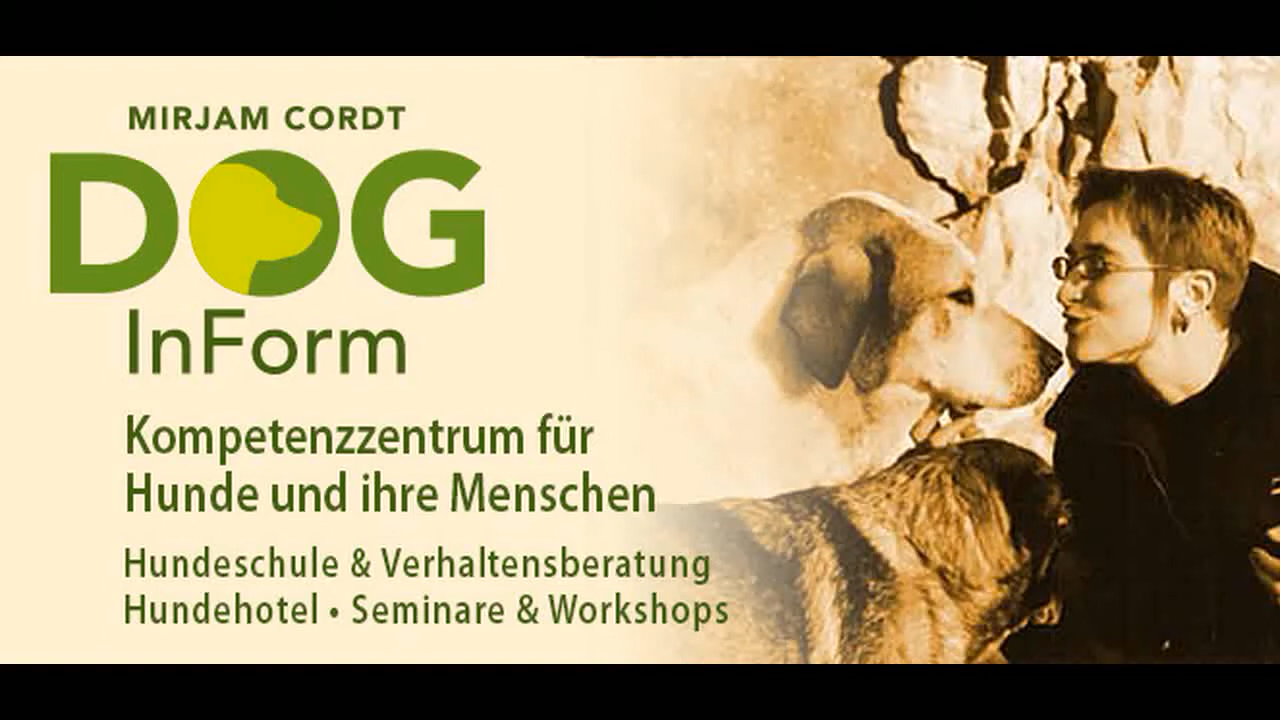 MIRJAM CORDT
DOG
InForm
Kompetenzzentrum für
Hunde und ihre Menschen
Hundeschule & Verhaltensberatung
Hundehotel • Seminare & Workshops